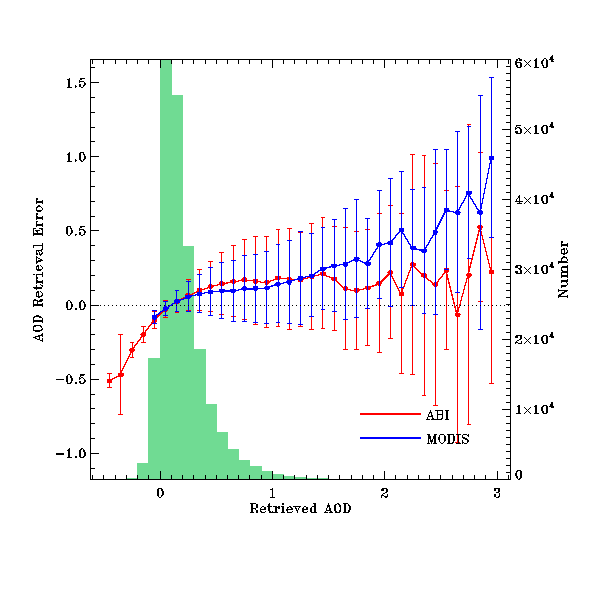 6×10⁴
1.5
5×10⁴
1.0
4×10⁴
0.5
3×10⁴
0.0
2×10⁴
-0.5
1×10⁴
-1.0
0
AOD Retrieval Error
Number
ABI
MODIS
0 1 2 3
Retrieved AOD